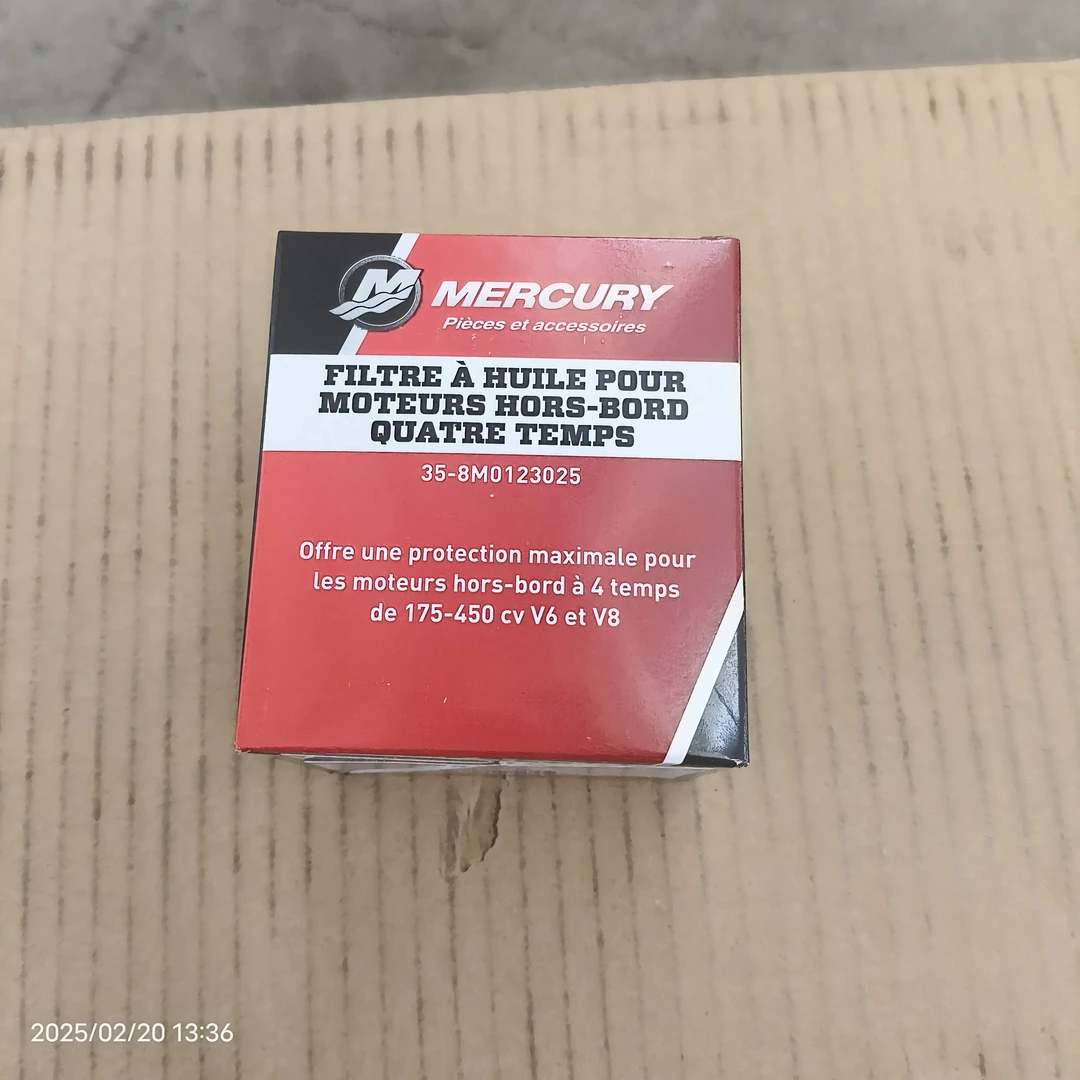 M
MERCURY
Pièces et accessoires
FILTRE À HUILE POUR
MOTEURS HORS-BORD
QUATRE TEMPS
35-8M0123025
Offre une protection maximale pour
les moteurs hors-bord à 4 temps
de 175-450 cv V6 et V8
2025/02/20 13:36